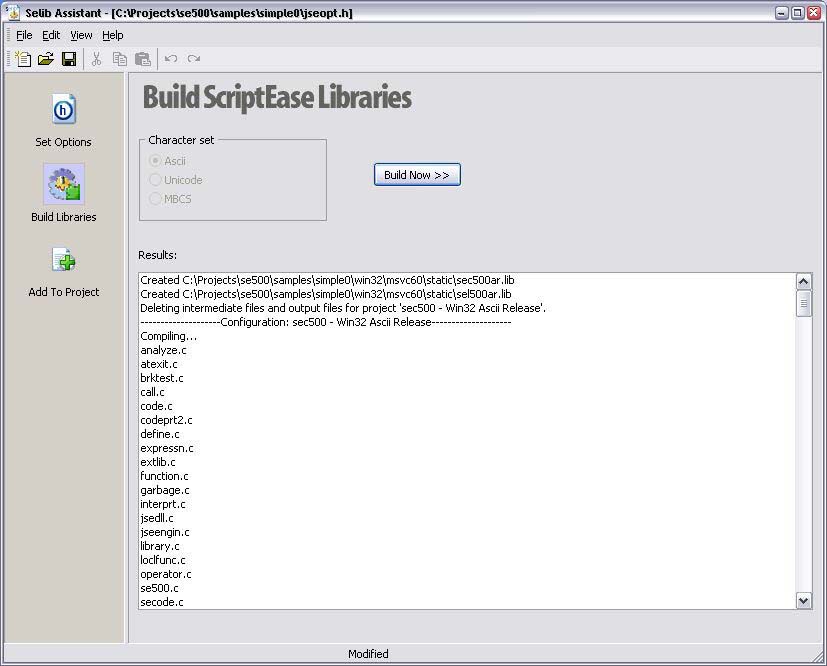 Selib Assistant - [C:\Projects\se500\samples\simple0\jseopt.h]
File Edit View Help
Set Options
Build Libraries
Add To Project
Build ScriptEase Libraries
Character set
Ascii
Unicode
MBCS
Build Now >>
Results:
Created C:\Projects\se500\samples\simple0\win32\msvc60\static\sec500ar.lib
Created C:\Projects\se500\samples\simple0\win32\msvc60\static\sel500ar.lib
Deleting intermediate files and output files for project 'sec500 - Win32 Ascii Release'.
--------------------Configuration: sec500 - Win32 Ascii Release--------------------
Compiling...
analyze.c
atexit.c
brktest.c
call.c
code.c
codeprt2.c
define.c
expressn.c
extlib.c
function.c
garbage.c
interprt.c
jsedll.c
jseengin.c
library.c
loclfunc.c
operator.c
se500.c
secode.c
Modified